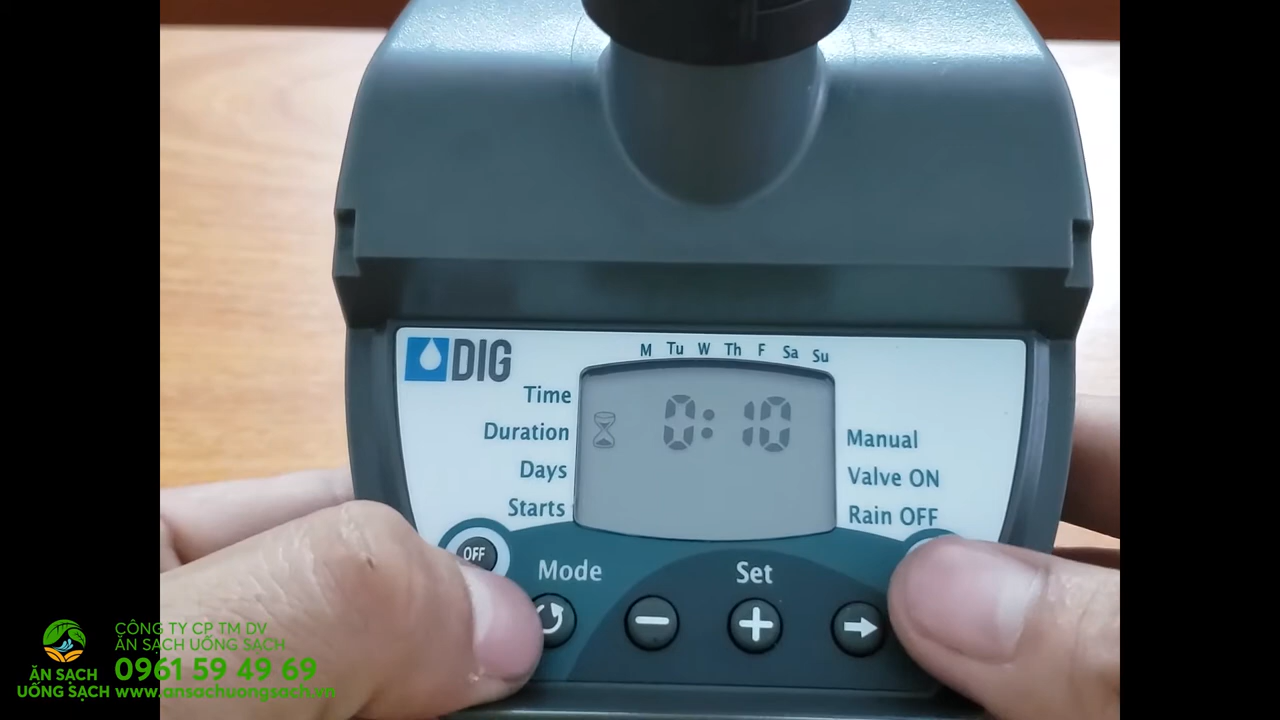 M Tu W Th F Sa Su
DIG
Time
0:10
Duration
Manual
Days
Valve ON
Starts
Rain OFF
OFF
Mode
Set
CÔNG TY CP TM DV
ĂN SẠCH UỐNG SẠCH
0961 59 49 69
www.ansachuongsach.vn
ĂN SẠCH
UỐNG SẠCH